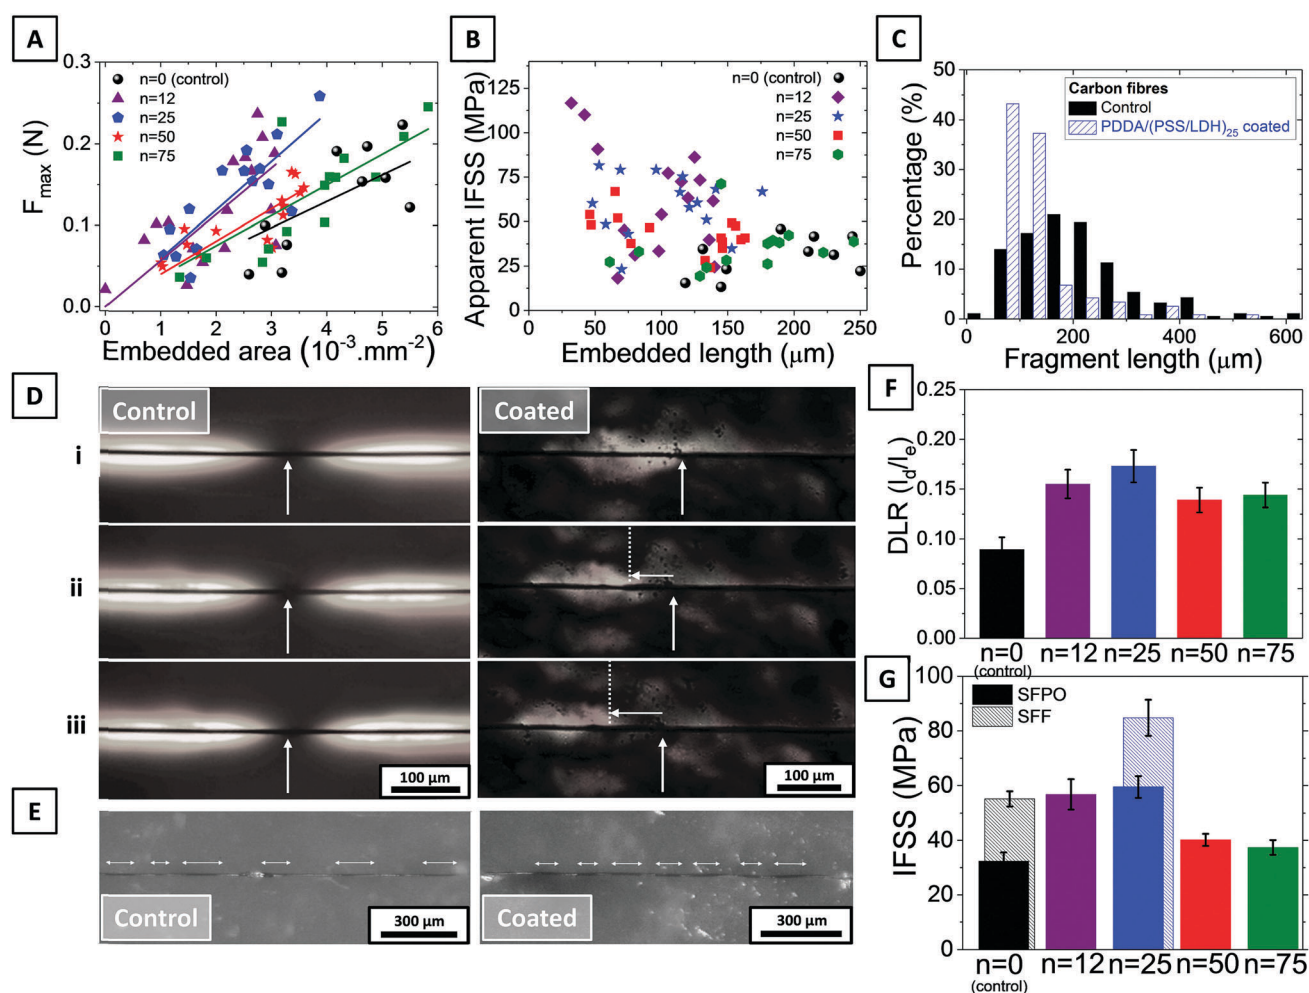 A
F_max (N)
0.3
0.2
0.1
0.0
n=0 (control)
n=12
n=25
n=50
n=75
0
1
2
3
4
5
6
Embedded area (10⁻³.mm⁻²)
B
Apparent IFSS (MPa)
125
100
75
50
25
0
n=0 (control)
n=12
n=25
n=50
n=75
0
50
100
150
200
250
Embedded length (μm)
C
Percentage (%)
50
40
30
20
10
0
Carbon fibres
Control
PDDA/(PSS/LDH)₂₅ coated
0
100
200
300
400
500
600
Fragment length (μm)
D
Control
Coated
i
ii
iii
100 μm
100 μm
E
Control
300 μm
Coated
300 μm
F
DLR (l_d/l_e)
0.25
0.20
0.15
0.10
0.05
0.00
n=0
(control)
n=12
n=25
n=50
n=75
G
IFSS (MPa)
100
80
60
40
20
0
SFPO
SFF
n=0
(control)
n=12
n=25
n=50
n=75